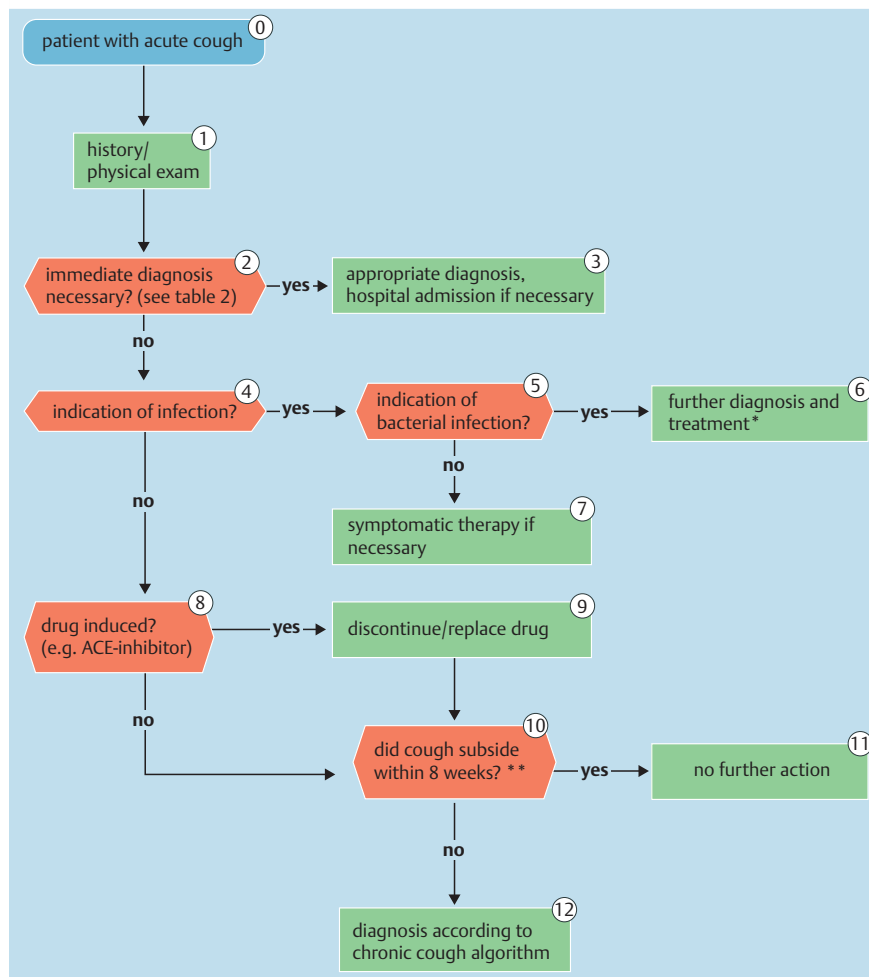 0
patient with acute cough
1
history/
physical exam
2
immediate diagnosis
necessary? (see table 2)
yes
3
appropriate diagnosis,
hospital admission if necessary
no
4
indication of infection?
yes
5
indication of
bacterial infection?
yes
6
further diagnosis and
treatment*
no
7
symptomatic therapy if
necessary
no
8
drug induced?
(e.g. ACE-inhibitor)
yes
9
discontinue/replace drug
no
10
did cough subside
within 8 weeks? **
yes
11
no further action
no
12
diagnosis according to
chronic cough algorithm